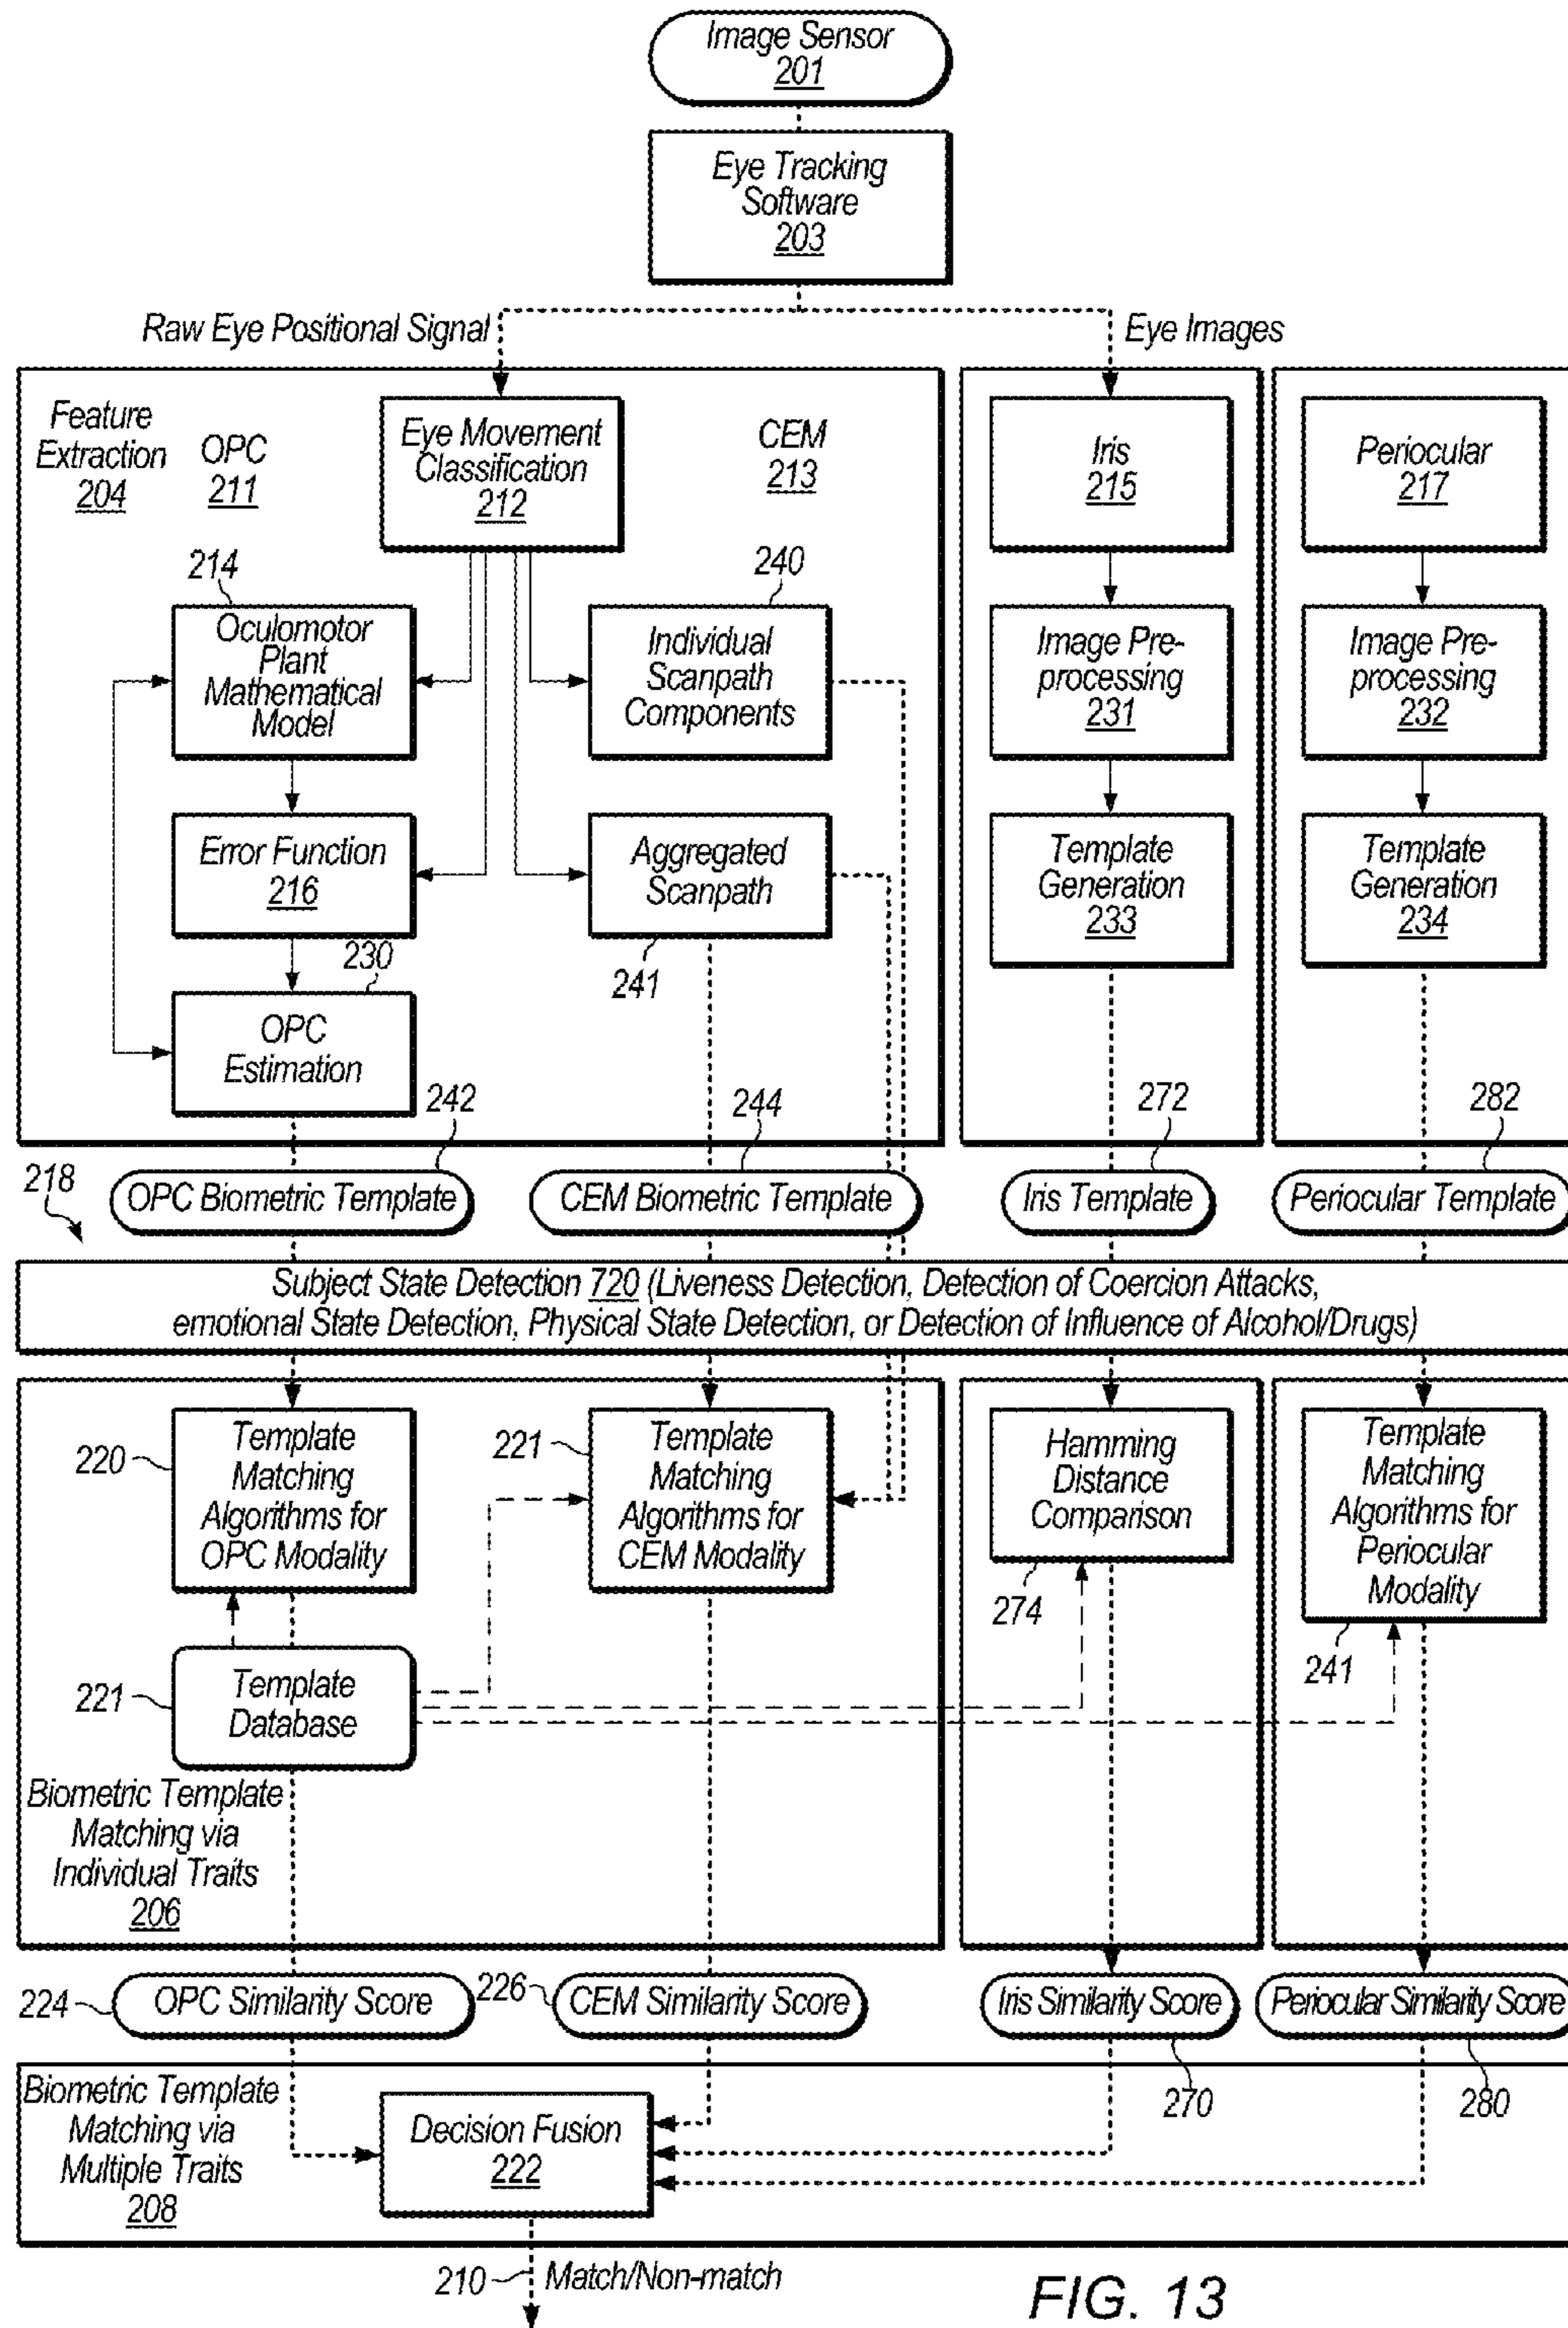 Image Sensor
201
Eye Tracking
Software
203
Raw Eye Positional Signal
Eye Images
Feature
Extraction
204
OPC
211
Eye Movement
Classification
212
CEM
213
Iris
215
Periocular
217
214
Oculomotor
Plant
Mathematical
Model
240
Individual
Scanpath
Components
Image Pre-
processing
231
Image Pre-
processing
232
Error Function
216
Aggregated
Scanpath
241
Template
Generation
233
Template
Generation
234
230
OPC
Estimation
242
244
272
282
218
OPC Biometric Template
CEM Biometric Template
Iris Template
Periocular Template
Subject State Detection 720 (Liveness Detection, Detection of Coercion Attacks,
emotional State Detection, Physical State Detection, or Detection of Influence of Alcohol/Drugs)
220
Template
Matching
Algorithms for
OPC Modality
221
Template
Matching
Algorithms for
CEM Modality
Hamming
Distance
Comparison
274
Template
Matching
Algorithms for
Periocular
Modality
241
221
Template
Database
Biometric Template
Matching via
Individual Traits
206
224
OPC Similarity Score
226
CEM Similarity Score
Iris Similarity Score
Periocular Similarity Score
270
280
Biometric Template
Matching via
Multiple Traits
208
Decision Fusion
222
210
Match/Non-match
FIG. 13